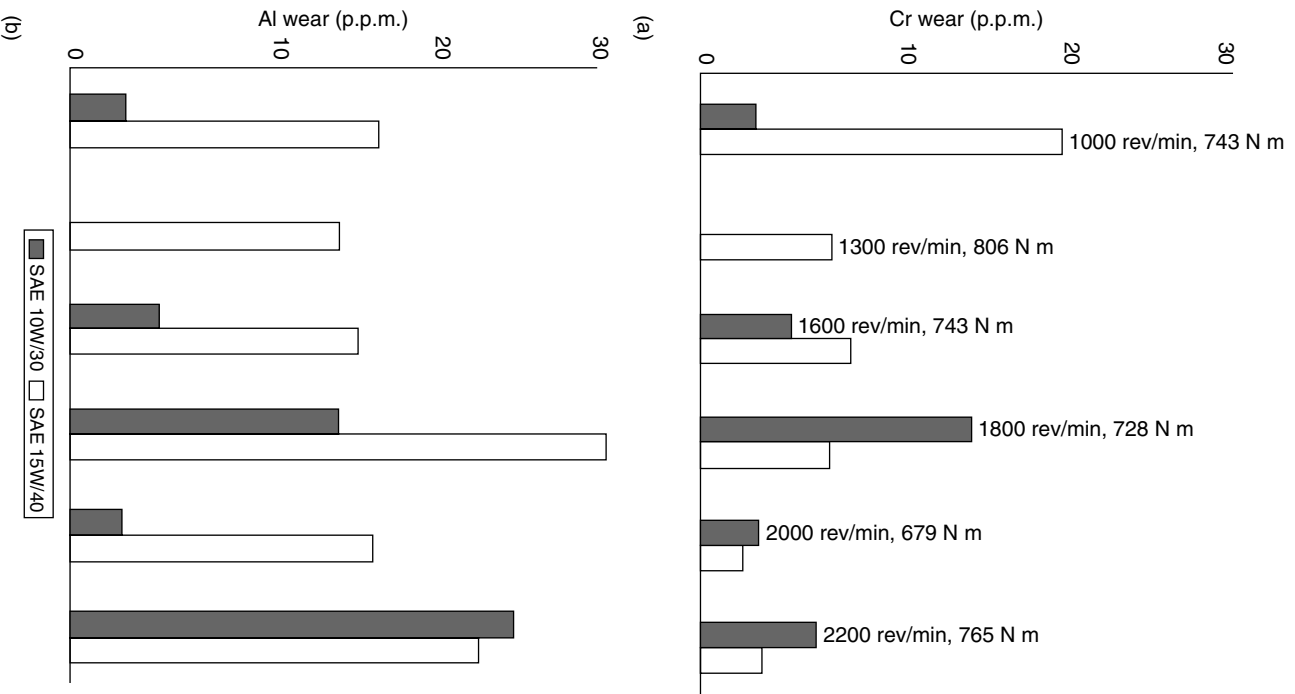 Al wear (p.p.m.)
0
10
20
30
(b)
SAE 10W/30 SAE 15W/40
Cr wear (p.p.m.)
(a)
0
10
20
30
1000 rev/min, 743 N m
1300 rev/min, 806 N m
1600 rev/min, 743 N m
1800 rev/min, 728 N m
2000 rev/min, 679 N m
2200 rev/min, 765 N m